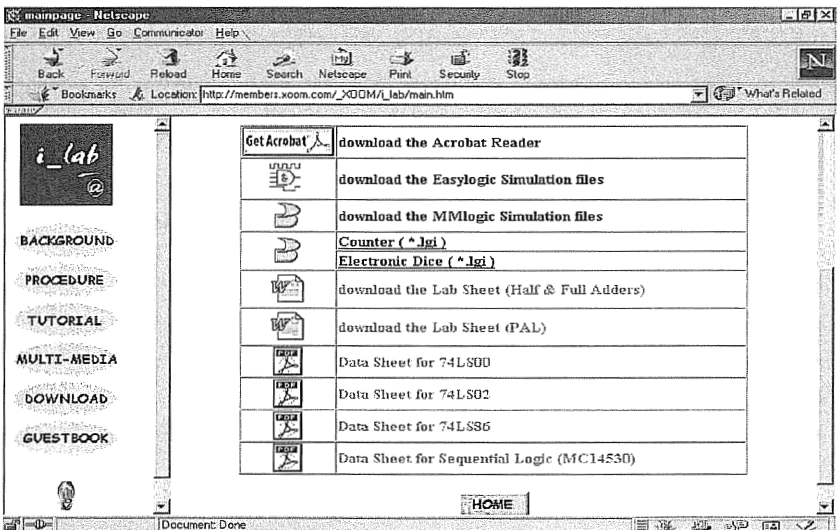 mainpage - Netscape
File Edit View Go Communicator Help
Back Forward Reload Home Search Netscape Print Security Stop
N
Bookmarks Location: http://members.xoom.com/_XOOM/i_lab/main.htm What's Related
i_lab
@
BACKGROUND
PROCEDURE
TUTORIAL
MULTI-MEDIA
DOWNLOAD
GUESTBOOK
Get Acrobat download the Acrobat Reader
& download the Easylogic Simulation files
download the MMlogic Simulation files
Counter ( *.lgi )
Electronic Dice ( *.lgi )
W download the Lab Sheet (Half & Full Adders)
W download the Lab Sheet (PAL)
PDF Data Sheet for 74LS00
PDF Data Sheet for 74LS02
PDF Data Sheet for 74LS86
PDF Data Sheet for Sequential Logic (MC14530)
HOME
Document: Done